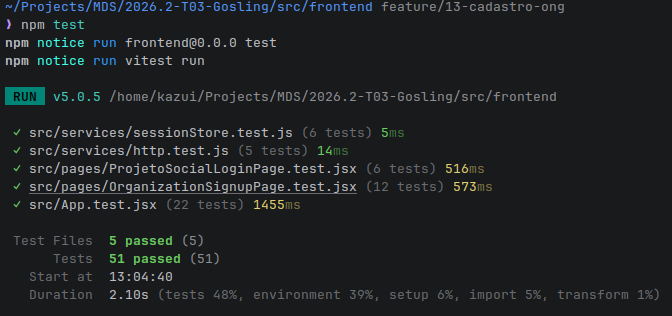 ~/Projects/MDS/2026.2-T03-Gosling/src/frontend feature/13-cadastro-ong
❯ npm test
npm notice run frontend@0.0.0 test
npm notice run vitest run
RUN v5.0.5 /home/kazui/Projects/MDS/2026.2-T03-Gosling/src/frontend
✓ src/services/sessionStore.test.js (6 tests) 5ms
✓ src/services/http.test.js (5 tests) 14ms
✓ src/pages/ProjetoSocialLoginPage.test.jsx (6 tests) 516ms
✓ src/pages/OrganizationSignupPage.test.jsx (12 tests) 573ms
✓ src/App.test.jsx (22 tests) 1455ms
Test Files 5 passed (5)
Tests 51 passed (51)
Start at 13:04:40
Duration 2.10s (tests 48%, environment 39%, setup 6%, import 5%, transform 1%)